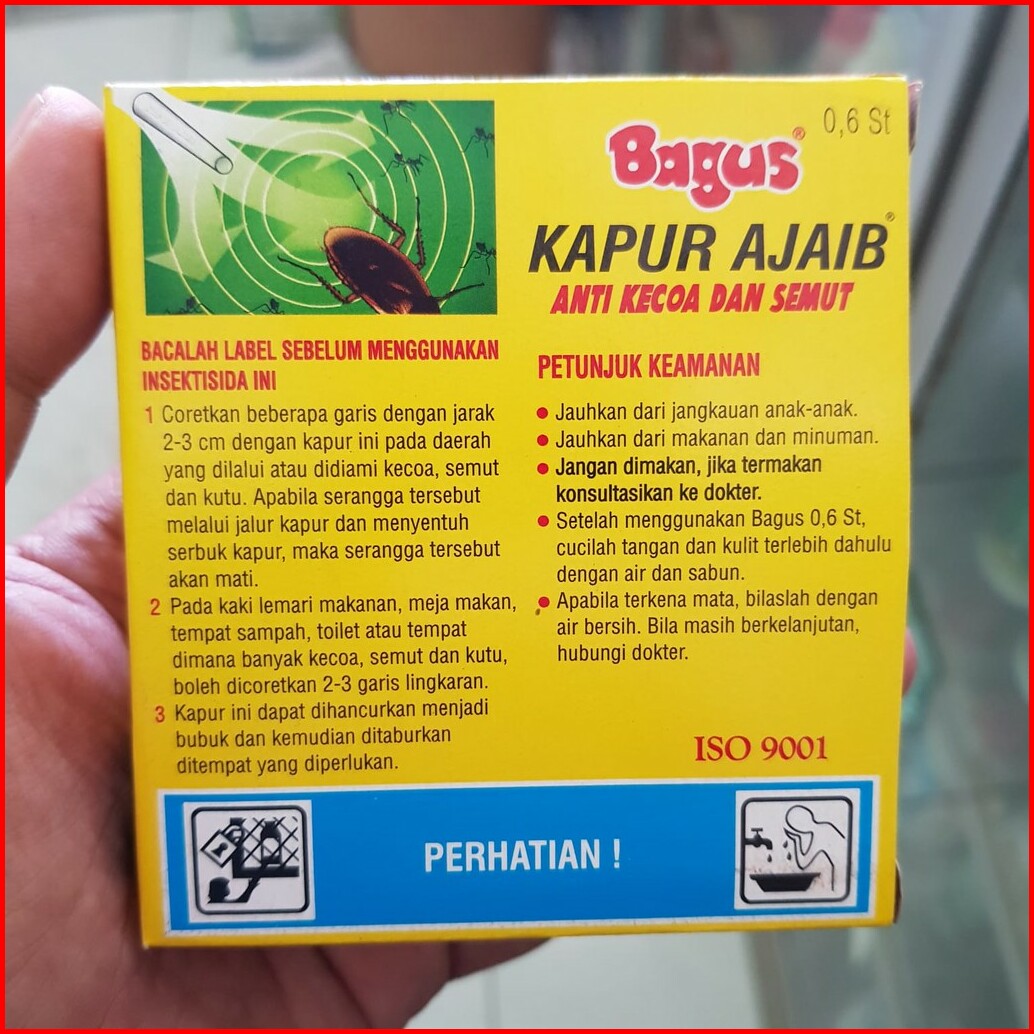 0,6 St
Bagus®
KAPUR AJAIB®
ANTI KECOA DAN SEMUT
BACALAH LABEL SEBELUM MENGGUNAKAN
INSEKTISIDA INI
1 Coretkan beberapa garis dengan jarak
2-3 cm dengan kapur ini pada daerah
yang dilalui atau didiami kecoa, semut
dan kutu. Apabila serangga tersebut
melalui jalur kapur dan menyentuh
serbuk kapur, maka serangga tersebut
akan mati.
2 Pada kaki lemari makanan, meja makan,
tempat sampah, toilet atau tempat
dimana banyak kecoa, semut dan kutu,
boleh dicoretkan 2-3 garis lingkaran.
3 Kapur ini dapat dihancurkan menjadi
bubuk dan kemudian ditaburkan
ditempat yang diperlukan.
PETUNJUK KEAMANAN
• Jauhkan dari jangkauan anak-anak.
• Jauhkan dari makanan dan minuman.
• Jangan dimakan, jika termakan
konsultasikan ke dokter.
• Setelah menggunakan Bagus 0,6 St,
cucilah tangan dan kulit terlebih dahulu
dengan air dan sabun.
• Apabila terkena mata, bilaslah dengan
air bersih. Bila masih berkelanjutan,
hubungi dokter.
ISO 9001
PERHATIAN !